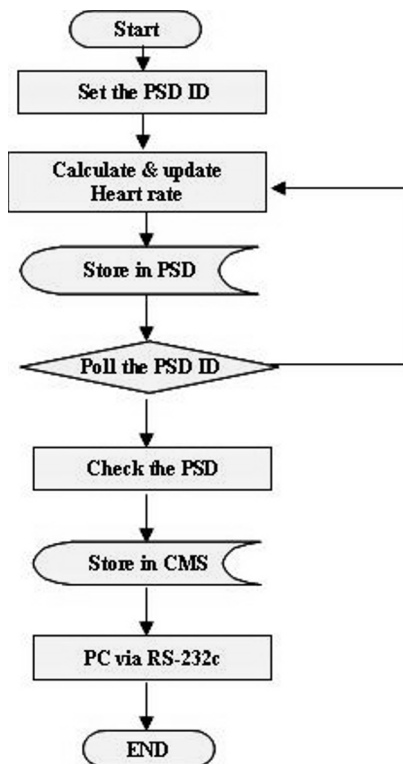 Start
Set the PSD ID
Calculate & update
Heart rate
Store in PSD
Poll the PSD ID
Check the PSD
Store in CMS
PC via RS-232c
END